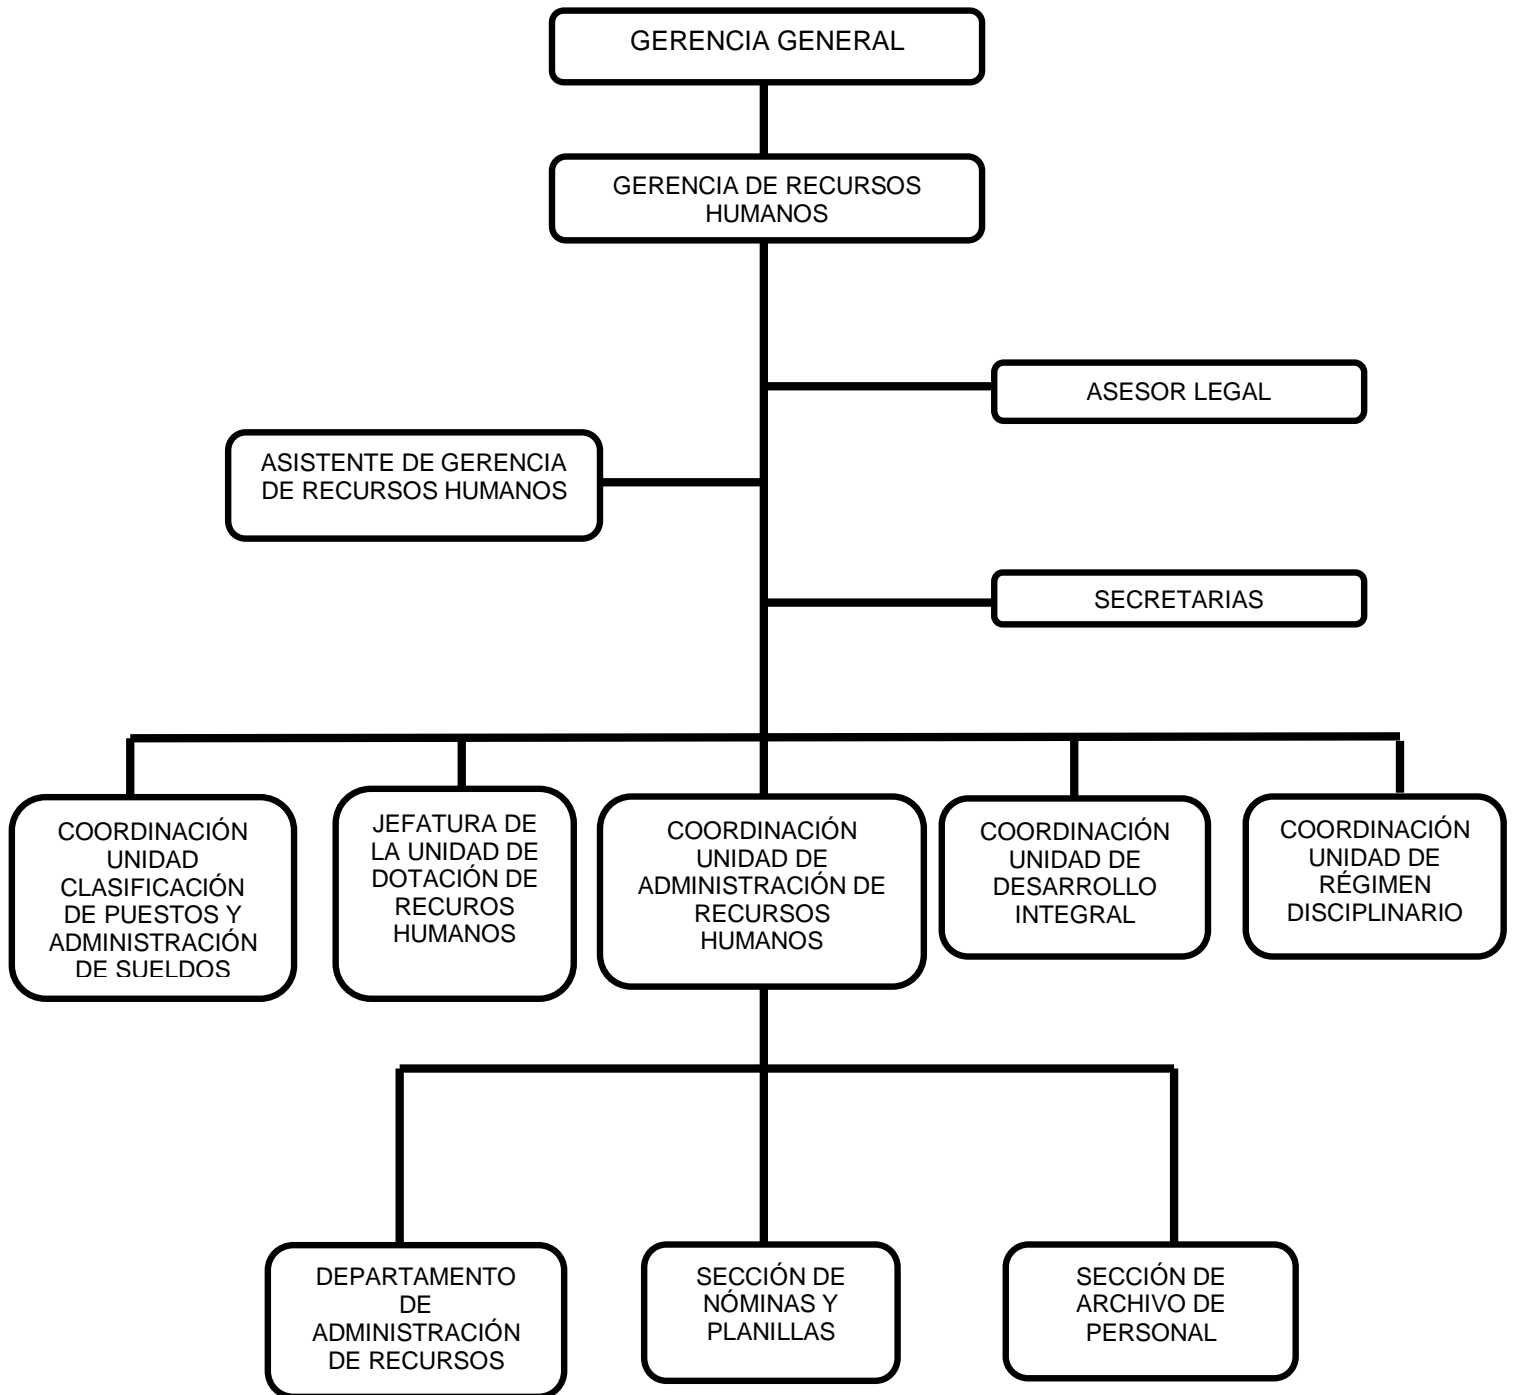 GERENCIA GENERAL
GERENCIA DE RECURSOS
HUMANOS
ASESOR LEGAL
ASISTENTE DE GERENCIA
DE RECURSOS HUMANOS
SECRETARIAS
COORDINACIÓN
UNIDAD
CLASIFICACIÓN
DE PUESTOS Y
ADMINISTRACIÓN
DE SUELDOS
JEFATURA DE
LA UNIDAD DE
DOTACIÓN DE
RECUROS
HUMANOS
COORDINACIÓN
UNIDAD DE
ADMINISTRACIÓN DE
RECURSOS
HUMANOS
COORDINACIÓN
UNIDAD DE
DESARROLLO
INTEGRAL
COORDINACIÓN
UNIDAD DE
RÉGIMEN
DISCIPLINARIO
DEPARTAMENTO
DE
ADMINISTRACIÓN
DE RECURSOS
SECCIÓN DE
NÓMINAS Y
PLANILLAS
SECCIÓN DE
ARCHIVO DE
PERSONAL